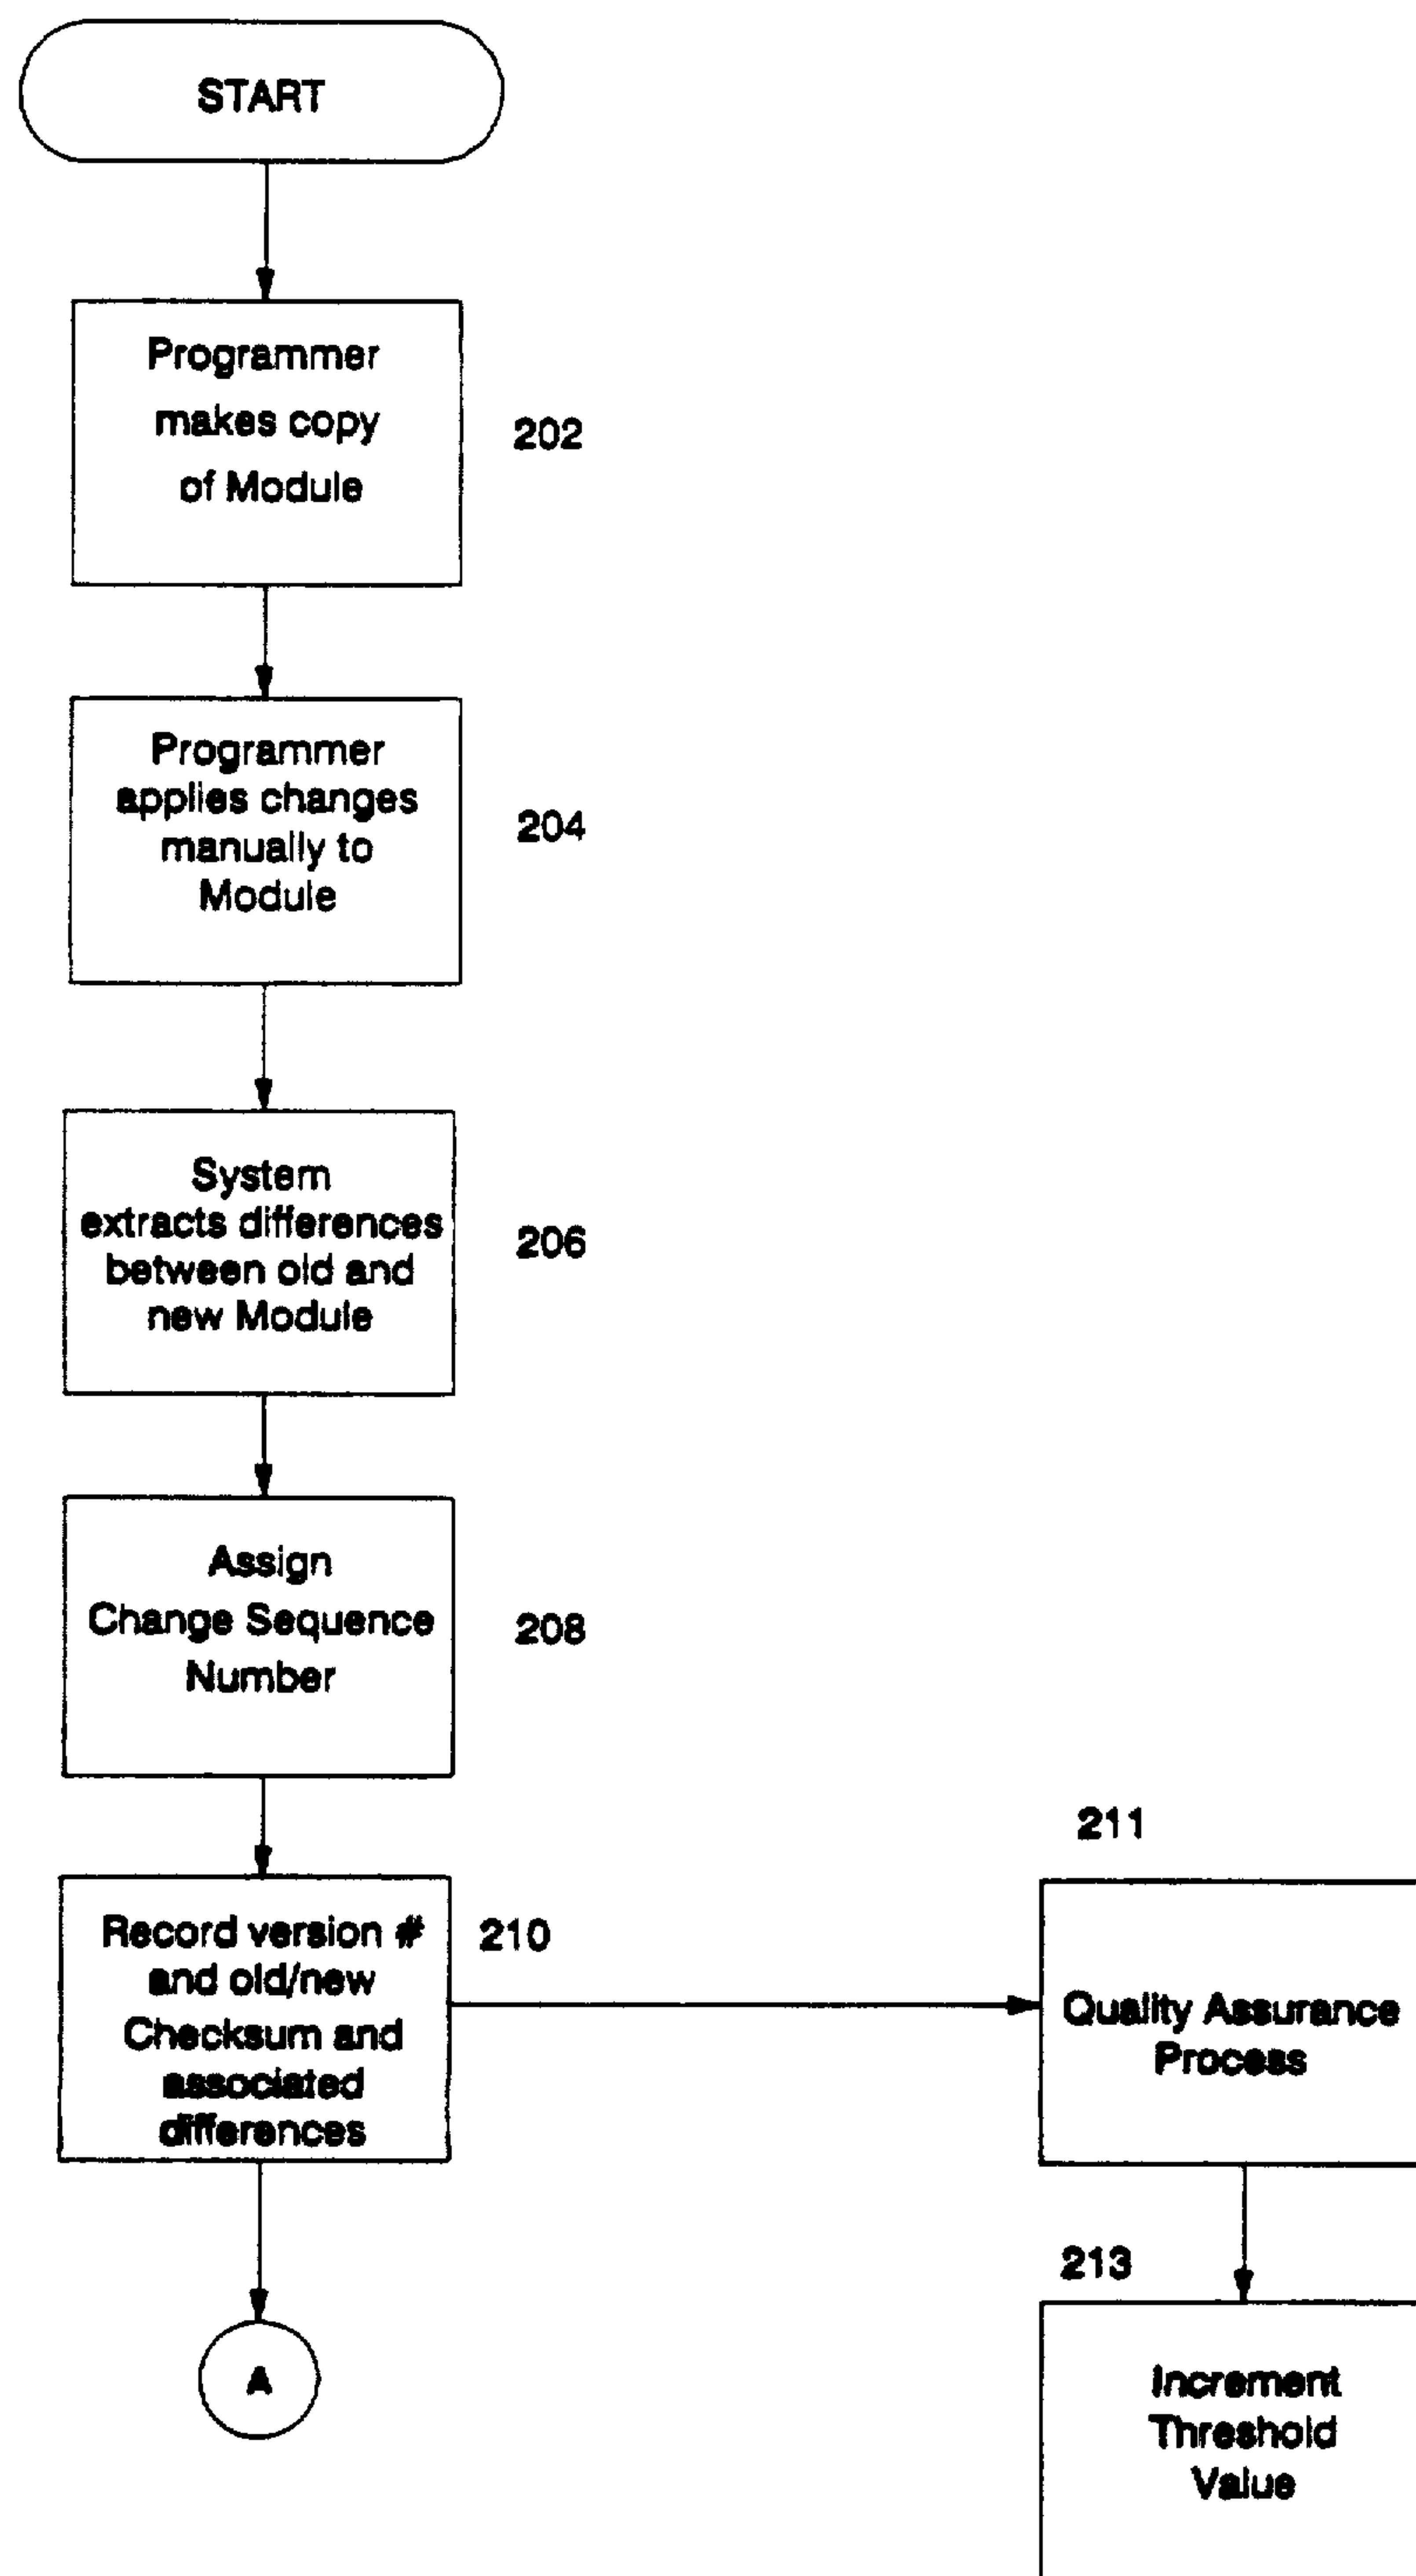 START
Programmer
makes copy
of Module
202
Programmer
applies changes
manually to
Module
204
System
extracts differences
between old and
new Module
206
Assign
Change Sequence
Number
208
Record version #
and old/new
Checksum and
associated
differences
210
211
Quality Assurance
Process
213
Increment
Threshold
Value
A